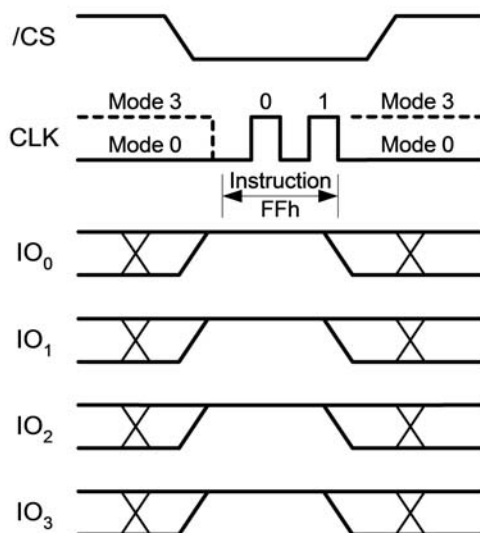 /CS
Mode 3 0 1 Mode 3
CLK
Mode 0 Mode 0
Instruction
FFh
IO0
IO1
IO2
IO3